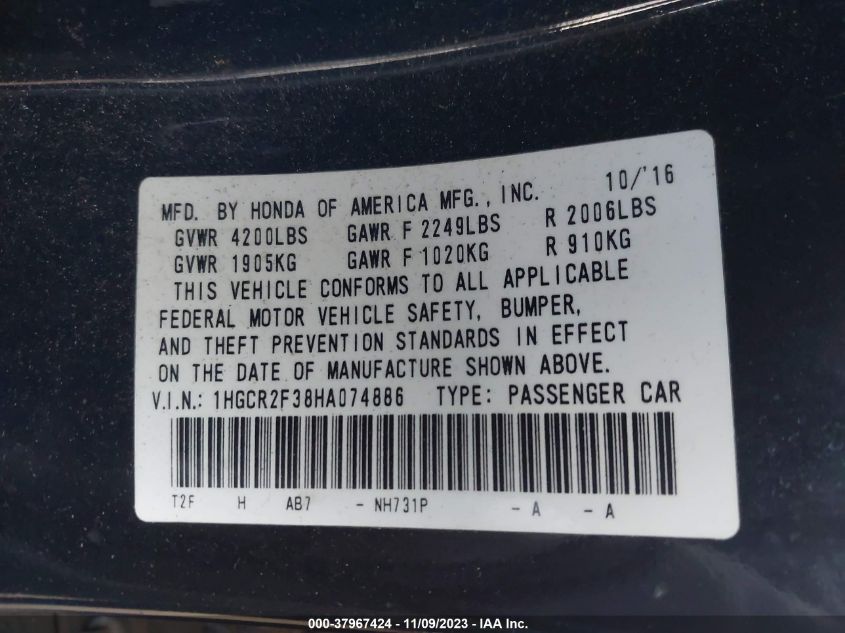 MFD. BY HONDA OF AMERICA MFG., INC. 10/'16
GVWR 4200LBS GAWR F 2249LBS R 2006LBS
GVWR 1905KG GAWR F 1020KG R 910KG
THIS VEHICLE CONFORMS TO ALL APPLICABLE
FEDERAL MOTOR VEHICLE SAFETY, BUMPER,
AND THEFT PREVENTION STANDARDS IN EFFECT
ON THE DATE OF MANUFACTURE SHOWN ABOVE.
V.I.N.: 1HGCR2F38HA074886 TYPE: PASSENGER CAR
T2F H AB7 - NH731P - A - A
000-37967424 - 11/09/2023 - IAA Inc.